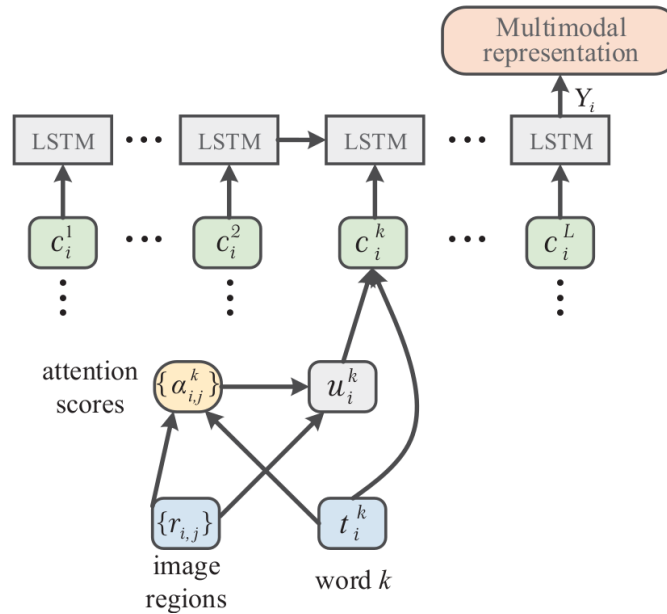 Multimodal
representation
Y_i
LSTM ... LSTM LSTM ... LSTM
c_i^1 ... c_i^2 c_i^k ... c_i^L
attention
scores
{α_{i,j}^k} u_i^k
{r_{i,j}} t_i^k
image
regions
word k